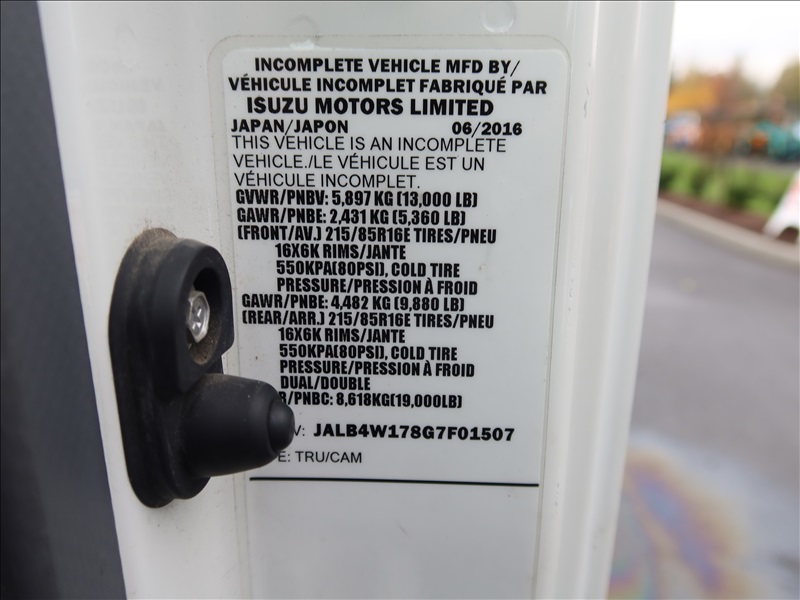 INCOMPLETE VEHICLE MFD BY/
VÉHICULE INCOMPLET FABRIQUÉ PAR
ISUZU MOTORS LIMITED
JAPAN/JAPON 06/2016
THIS VEHICLE IS AN INCOMPLETE
VEHICLE./LE VÉHICULE EST UN
VÉHICULE INCOMPLET.
GVWR/PNBV: 5,897 KG (13,000 LB)
GAWR/PNBE: 2,431 KG (5,360 LB)
(FRONT/AV.) 215/85R16E TIRES/PNEU
16X6K RIMS/JANTE
550KPA(80PSI), COLD TIRE
PRESSURE/PRESSION À FROID
GAWR/PNBE: 4,482 KG (9,880 LB)
(REAR/ARR.) 215/85R16E TIRES/PNEU
16X6K RIMS/JANTE
550KPA(80PSI), COLD TIRE
PRESSURE/PRESSION À FROID
DUAL/DOUBLE
R/PNBC: 8,618KG(19,000LB)
V: JALB4W178G7F01507
E: TRU/CAM